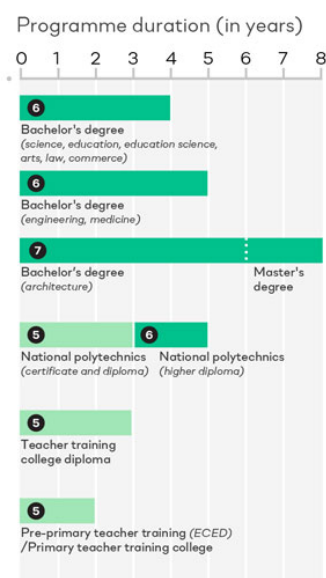 Programme duration (in years)
0 1 2 3 4 5 6 7 8
6
Bachelor's degree
(science, education, education science,
arts, law, commerce)
6
Bachelor's degree
(engineering, medicine)
7
Bachelor's degree Master's
(architecture) degree
5 6
National polytechnics National polytechnics
(certificate and diploma) (higher diploma)
5
Teacher training
college diploma
5
Pre-primary teacher training (ECED)
/Primary teacher training college